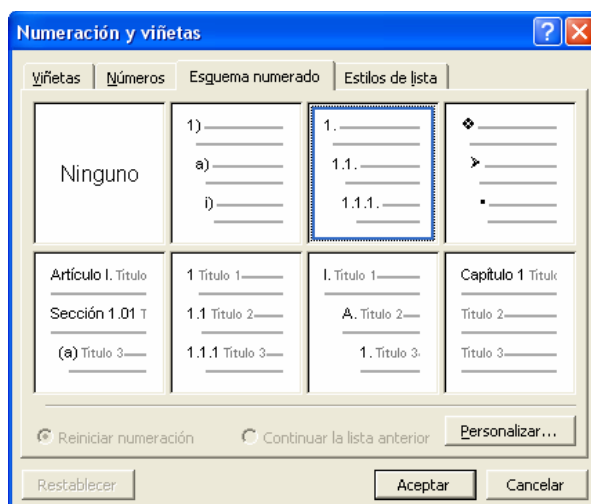 Numeración y viñetas
Viñetas Números Esquema numerado Estilos de lista
Ninguno
1)
a)
i)
1.
1.1.
1.1.1.
Artículo I. Título
Sección 1.01 T
(a) Título 3
1 Título 1
1.1 Título 2
1.1.1 Título 3
I. Título 1
A. Título 2
1. Título 3
Capítulo 1 Título
Título 2
Título 3
Reiniciar numeración Continuar la lista anterior Personalizar...
Restablecer Aceptar Cancelar